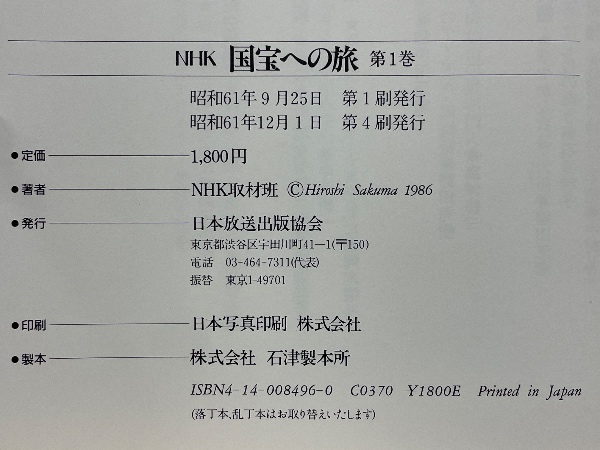 NHK 国宝への旅 第1巻
昭和61年9月25日 第1刷発行
昭和61年12月1日 第4刷発行
●定価 1,800円
●著者 NHK取材班 ©Hiroshi Sakuma 1986
●発行 日本放送出版協会
東京都渋谷区宇田川町41—1(〒150)
電話 03-464-7311(代表)
振替 東京1-49701
●印刷 日本写真印刷 株式会社
●製本 株式会社 石津製本所
ISBN4-14-008496-0 C0370 Y1800E Printed in Japan
(落丁本、乱丁本はお取り替えいたします)